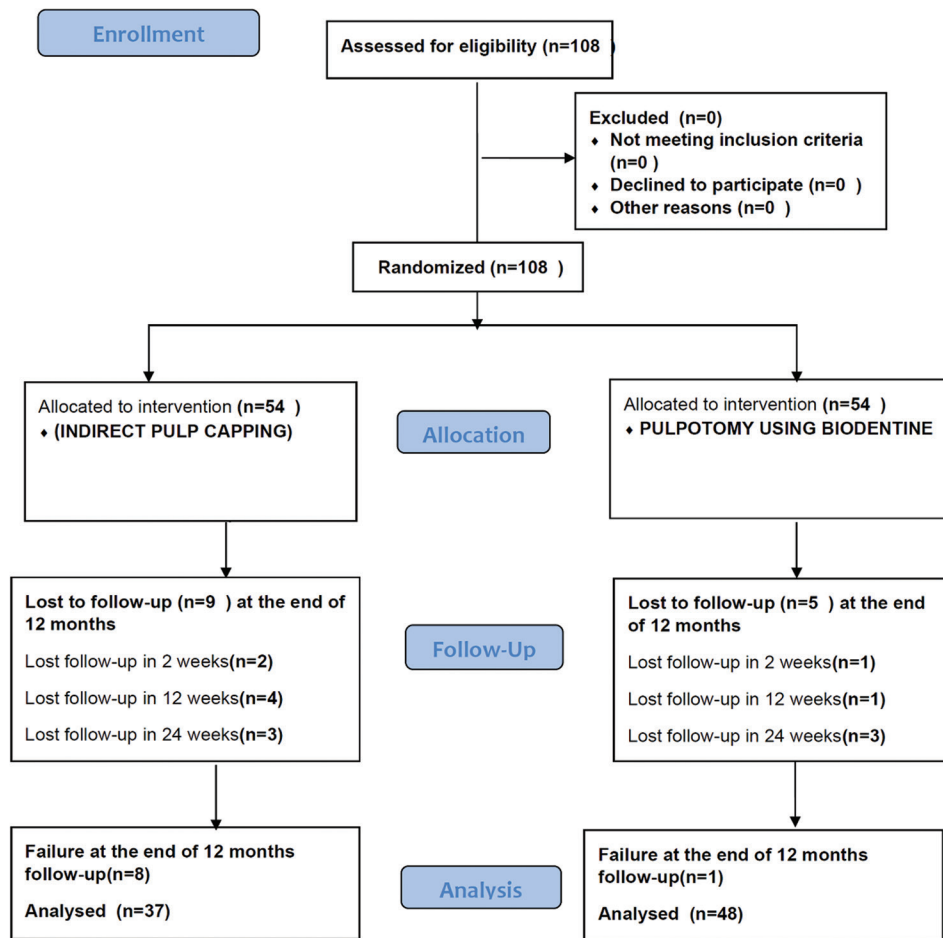 Enrollment
Assessed for eligibility (n=108 )
Excluded (n=0)
♦ Not meeting inclusion criteria
(n=0 )
♦ Declined to participate (n=0 )
♦ Other reasons (n=0 )
Randomized (n=108 )
Allocated to intervention (n=54 )
♦ (INDIRECT PULP CAPPING)
Allocation
Allocated to intervention (n=54 )
♦ PULPOTOMY USING BIODENTINE
Lost to follow-up (n=9 ) at the end of
12 months
Lost follow-up in 2 weeks(n=2)
Lost follow-up in 12 weeks(n=4)
Lost follow-up in 24 weeks(n=3)
Follow-Up
Lost to follow-up (n=5 ) at the end
of 12 months
Lost follow-up in 2 weeks(n=1)
Lost follow-up in 12 weeks(n=1)
Lost follow-up in 24 weeks(n=3)
Failure at the end of 12 months
follow-up(n=8)
Analysed (n=37)
Analysis
Failure at the end of 12 months
follow-up(n=1)
Analysed (n=48)